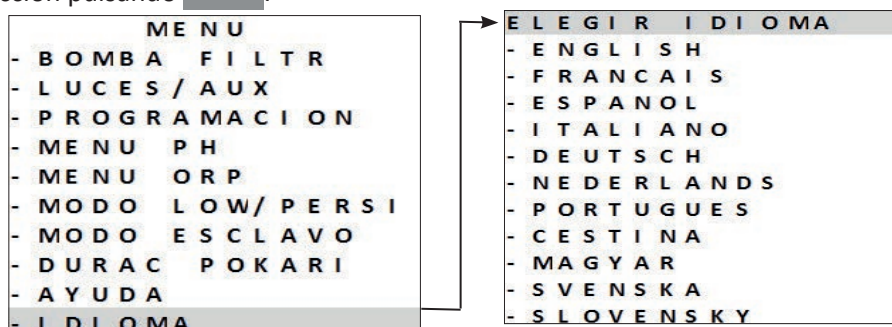 pulsando
MENU
- BOMBA FILTR
- LUCES/AUX
- PROGRAMACION
- MENU PH
- MENU ORP
- MODO LOW/PERSI
- MODO ESCLAVO
- DURAC POKARI
- AYUDA
- IDIOMA
ELEGIR IDIOMA
- ENGLISH
- FRANCAIS
- ESPANOL
- ITALIANO
- DEUTSCH
- NEDERLANDS
- PORTUGUES
- CESTINA
- MAGYAR
- SVENSKA
- SLOVENSKY